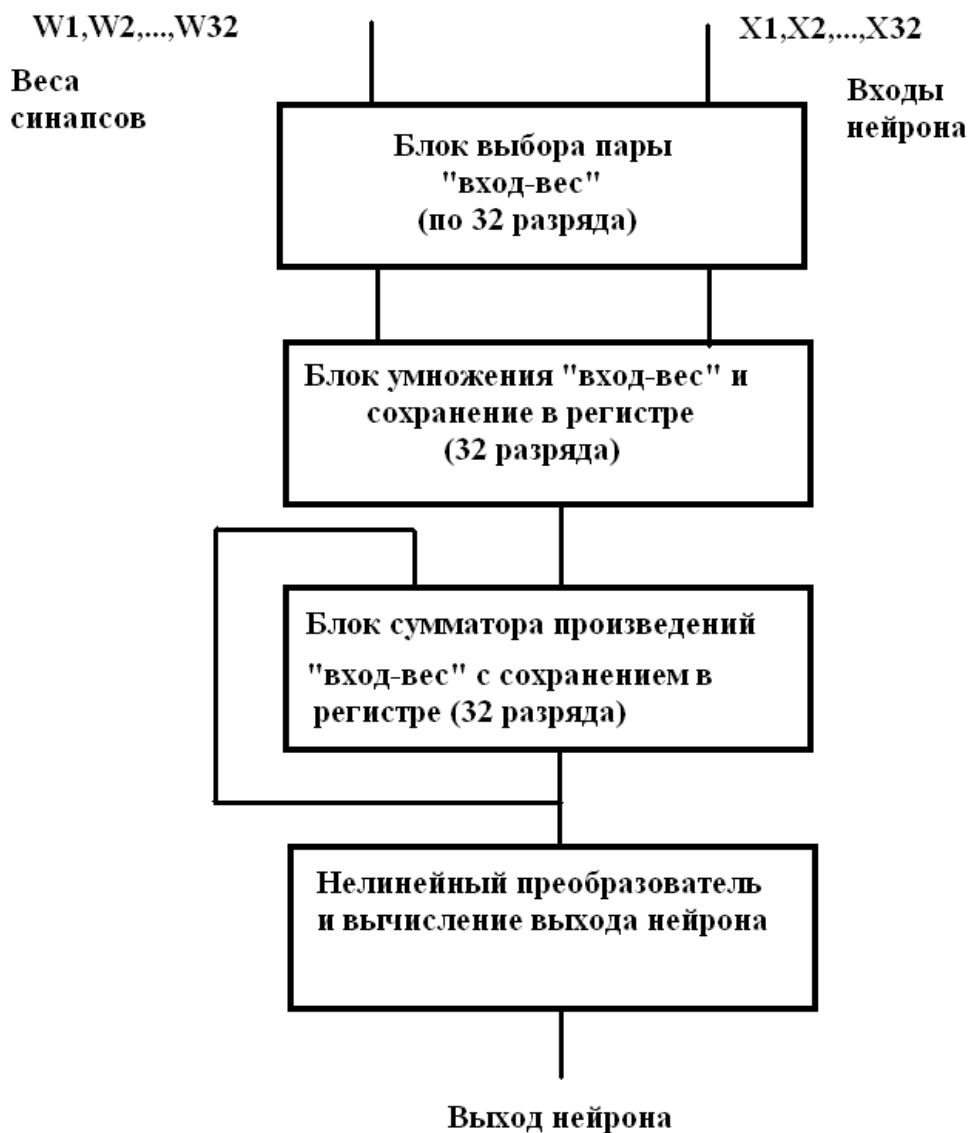 W1,W2,...,W32
X1,X2,...,X32
Веса
синапсов
Входы
нейрона
Блок выбора пары
"вход-вес"
(по 32 разряда)
Блок умножения "вход-вес" и
сохранение в регистре
(32 разряда)
Блок сумматора произведений
"вход-вес" с сохранением в
регистре (32 разряда)
Нелинейный преобразователь
и вычисление выхода нейрона
Выход нейрона